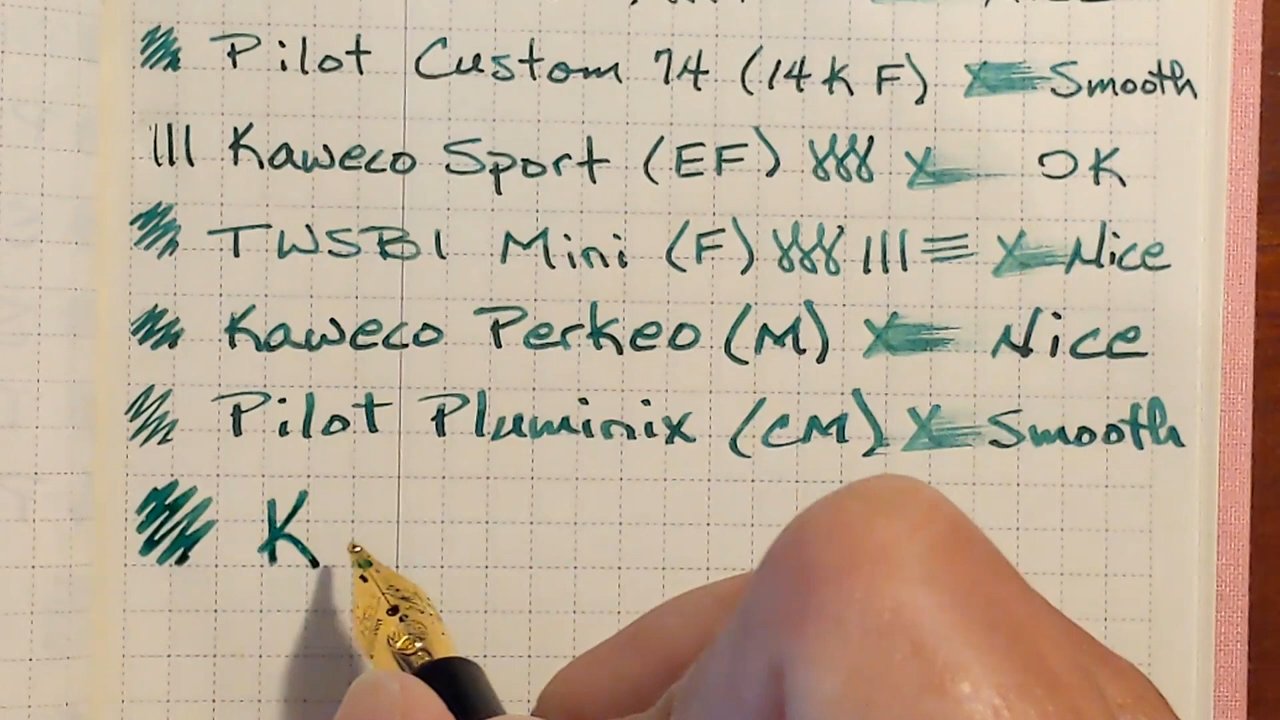 Pilot Custom 74 (14K F) X Smooth
Kaweco Sport (EF) X OK
TWSBI Mini (F) X Nice
Kaweco Perkeo (M) X Nice
Pilot Pluminix (CM) X Smooth
K